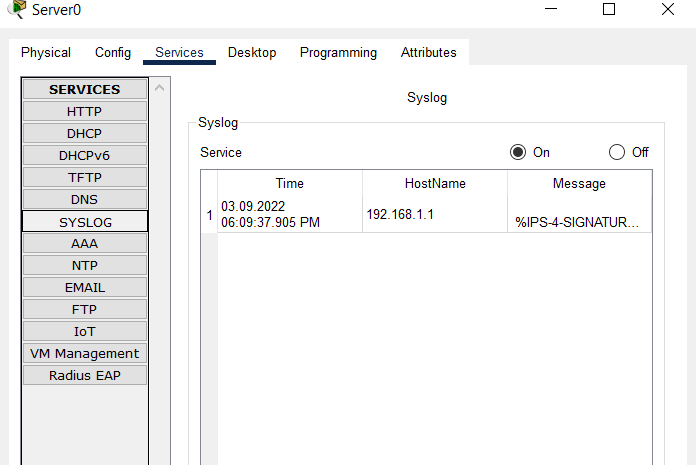 Server0
Physical Config Services Desktop Programming Attributes
SERVICES
HTTP
DHCP
DHCPv6
TFTP
DNS
SYSLOG
AAA
NTP
EMAIL
FTP
IoT
VM Management
Radius EAP
Syslog
Syslog
Service On Off
Time HostName Message
1 03.09.2022
06:09:37.905 PM 192.168.1.1 %IPS-4-SIGNATUR...